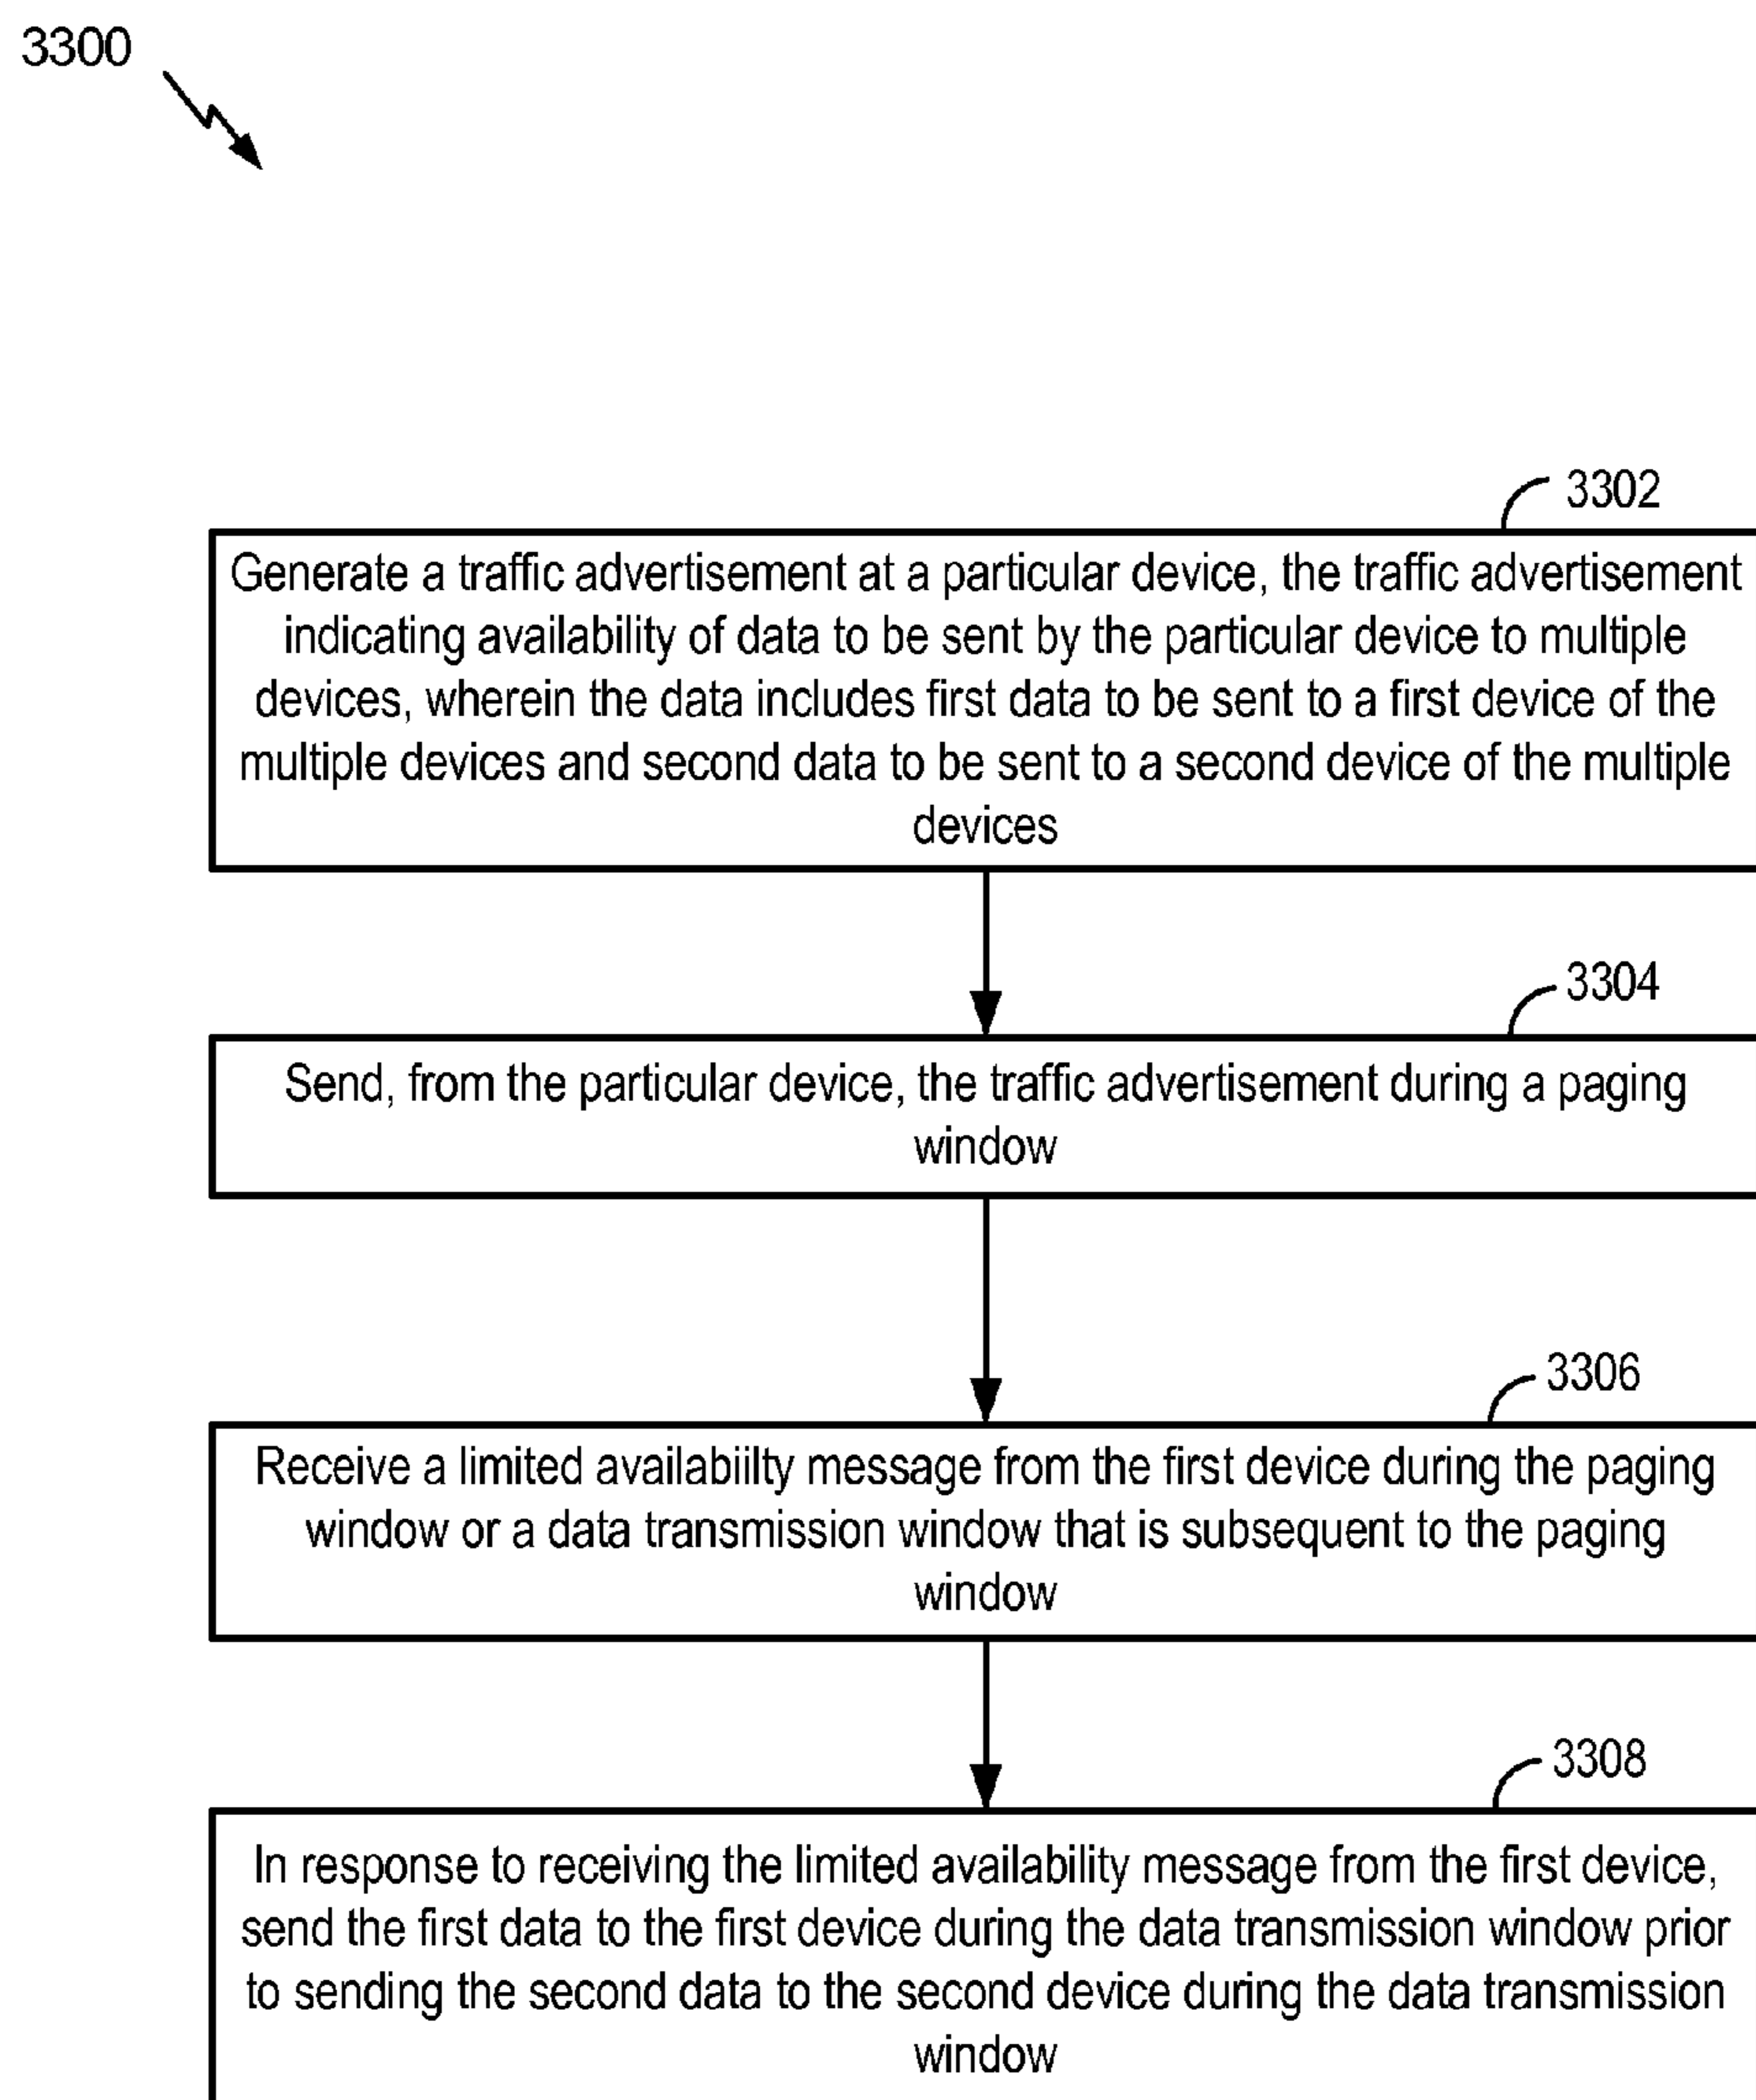 3300
3302
Generate a traffic advertisement at a particular device, the traffic advertisement
indicating availability of data to be sent by the particular device to multiple
devices, wherein the data includes first data to be sent to a first device of the
multiple devices and second data to be sent to a second device of the multiple
devices
3304
Send, from the particular device, the traffic advertisement during a paging
window
3306
Receive a limited availabiilty message from the first device during the paging
window or a data transmission window that is subsequent to the paging
window
3308
In response to receiving the limited availability message from the first device,
send the first data to the first device during the data transmission window prior
to sending the second data to the second device during the data transmission
window